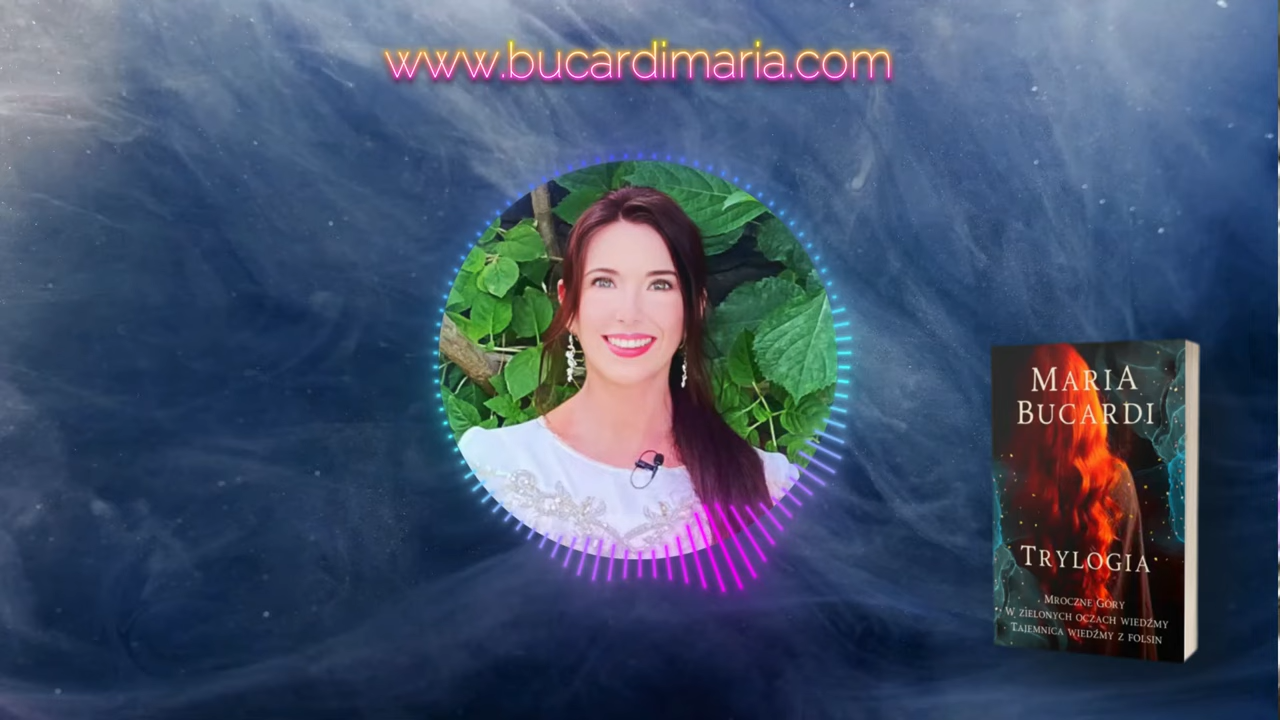 www.bucardimaria.com
MARIA
BUCARDI
TRYLOGIA
MROCZNE GÓRY
W ZIELONYCH OCZACH WIEDŹMY
TAJEMNICA WIEDŹMY Z FOLSIN